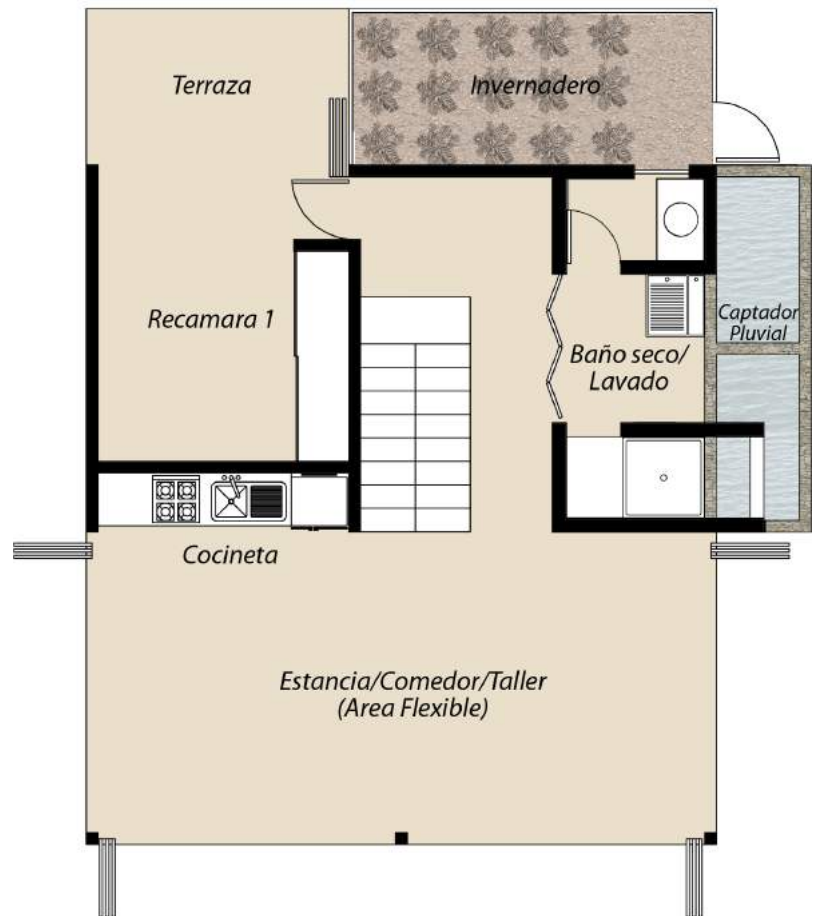 Terraza
Invernadero
Recamara 1
Captador
Pluvial
Baño seco/
Lavado
Cocineta
Estancia/Comedor/Taller
(Area Flexible)